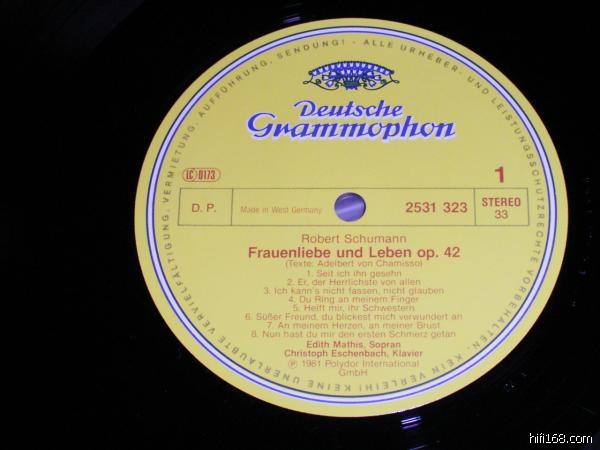 VERVIELFÄLTIGUNG, VERMIETUNG, AUFFÜHRUNG, SENDUNG! - ALLE URHEBER- UND LEISTUNGSSCHUTZRECHTE VORBEHALTEN - KEIN VERLEIH! KEINE UNERLAUBTE
Deutsche
Grammophon
LC 0173
1
D. P.
Made in West Germany
2531 323
STEREO
33
Robert Schumann
Frauenliebe und Leben op. 42
(Texte: Adelbert von Chamisso)
1. Seit ich ihn gesehn
2. Er, der Herrlichste von allen
3. Ich kann's nicht fassen, nicht glauben
4. Du Ring an meinem Finger
5. Helft mir, ihr Schwestern
6. Süßer Freund, du blickest mich verwundert an
7. An meinem Herzen, an meiner Brust
8. Nun hast du mir den ersten Schmerz getan
Edith Mathis, Sopran
Christoph Eschenbach, Klavier
℗ 1981 Polydor International
GmbH
hifi168.com